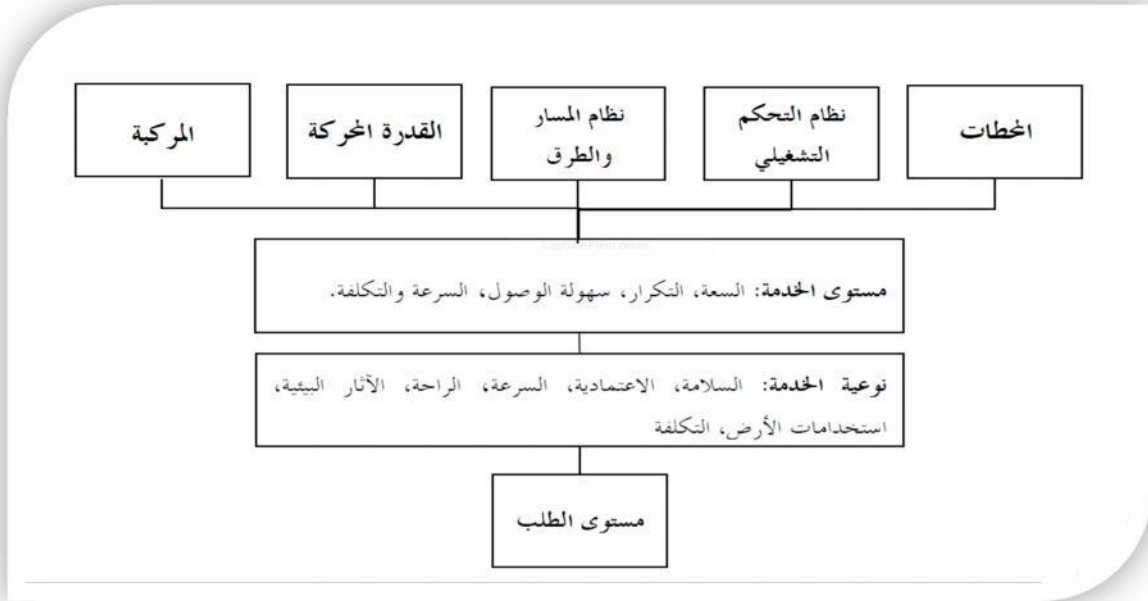 المحطات
نظام التحكم
التشغيلي
نظام المسار
والطرق
القدرة المحركة
المركبة
مستوى الخدمة: السعة، التكرار، سهولة الوصول، السرعة والتكلفة.
نوعية الخدمة: السلامة، الاعتمادية، السرعة، الراحة، الآثار البيئية،
استخدامات الأرض، التكلفة
مستوى الطلب